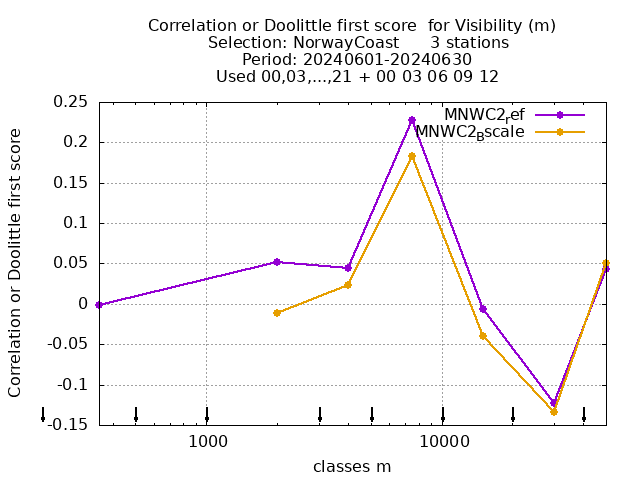 Correlation or Doolittle first score  for Visibility (m)
Selection: NorwayCoast      3 stations
Period: 20240601-20240630
Used 00,03,...,21 + 00 03 06 09 12
MNWC2ref
MNWC2Bscale
Correlation or Doolittle first score
0.25
0.2
0.15
0.1
0.05
0
-0.05
-0.1
-0.15
1000
10000
classes m